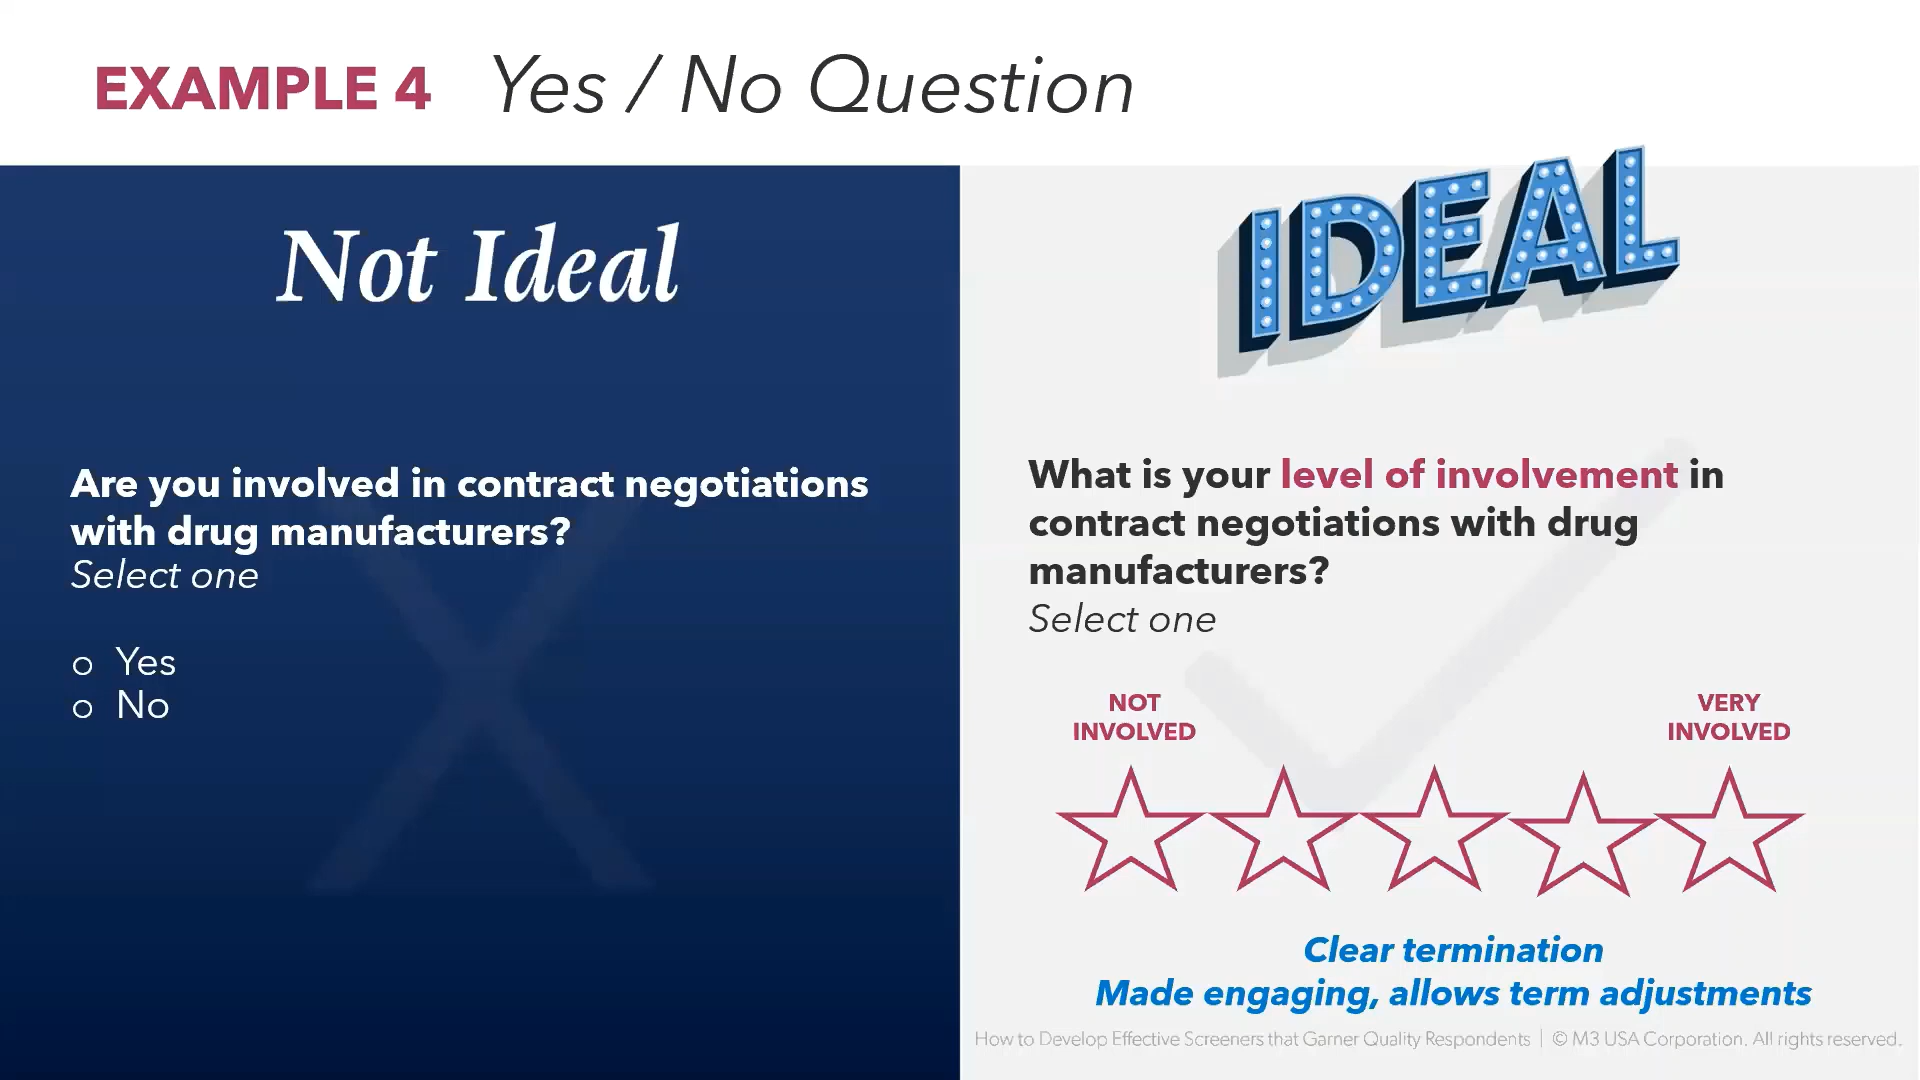 EXAMPLE 4 Yes / No Question
Not Ideal
Are you involved in contract negotiations
with drug manufacturers?
Select one
o Yes
o No
IDEAL
What is your level of involvement in
contract negotiations with drug
manufacturers?
Select one
NOT
INVOLVED
VERY
INVOLVED
Clear termination
Made engaging, allows term adjustments
How to Develop Effective Screeners that Garner Quality Respondents | © M3 USA Corporation. All rights reserved.